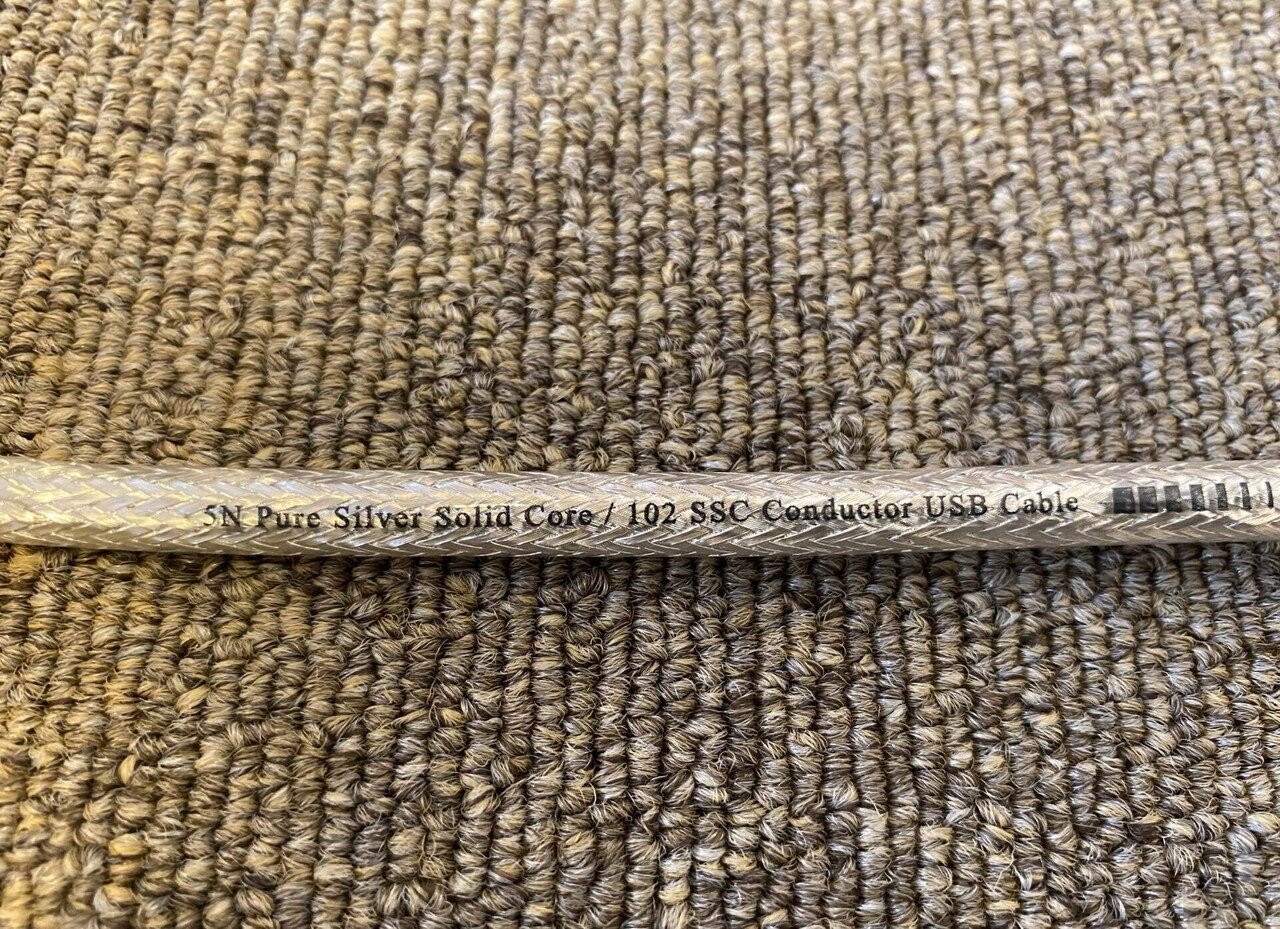 5N Pure Silver Solid Core / 102 SSC Conductor USB Cable